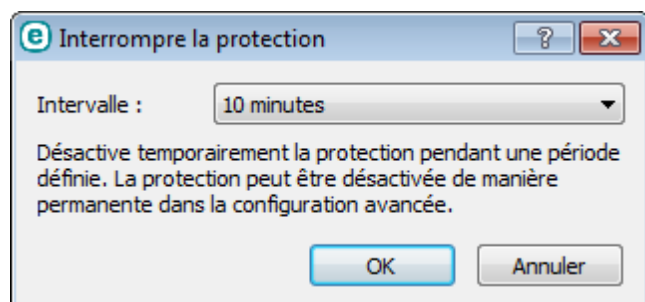 e Interrompre la protection ?
Intervalle : 10 minutes
Désactive temporairement la protection pendant une période
définie. La protection peut être désactivée de manière
permanente dans la configuration avancée.
OK Annuler